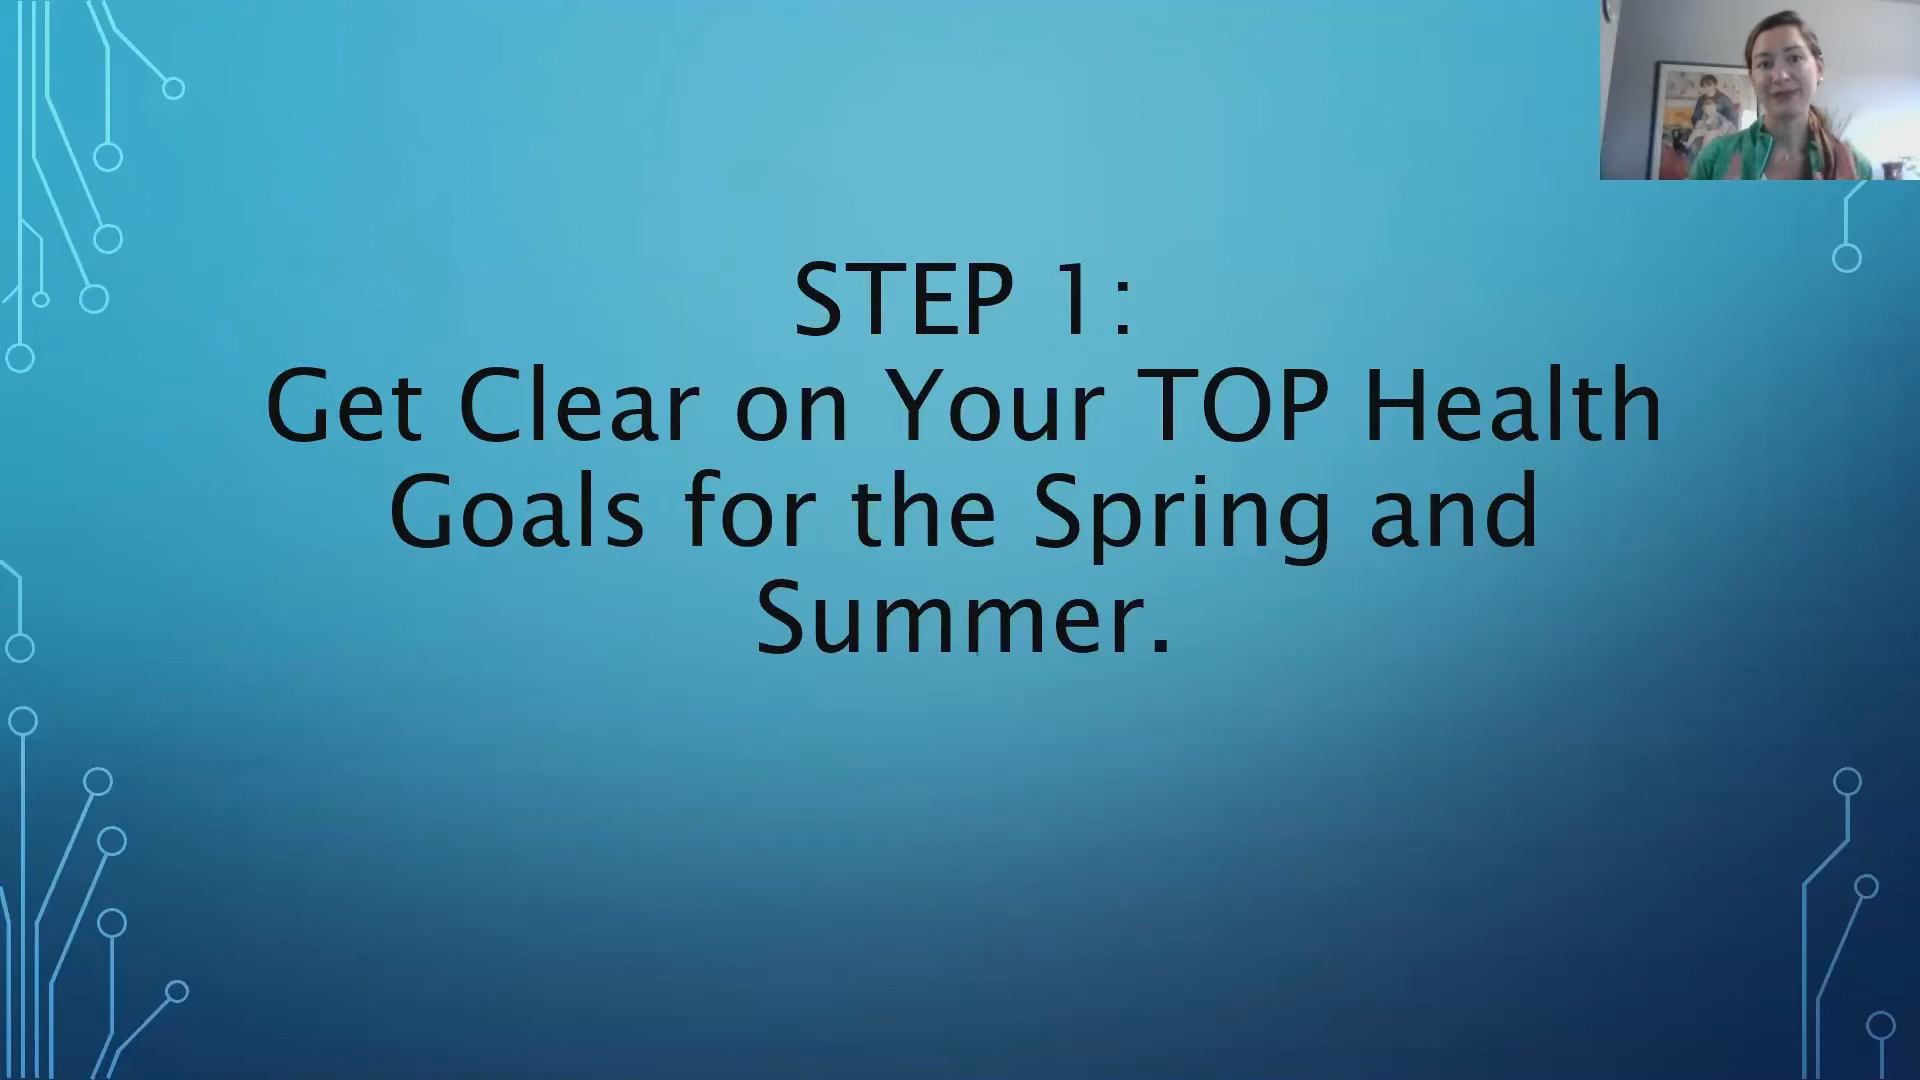 STEP 1:
Get Clear on Your TOP Health
Goals for the Spring and
Summer.